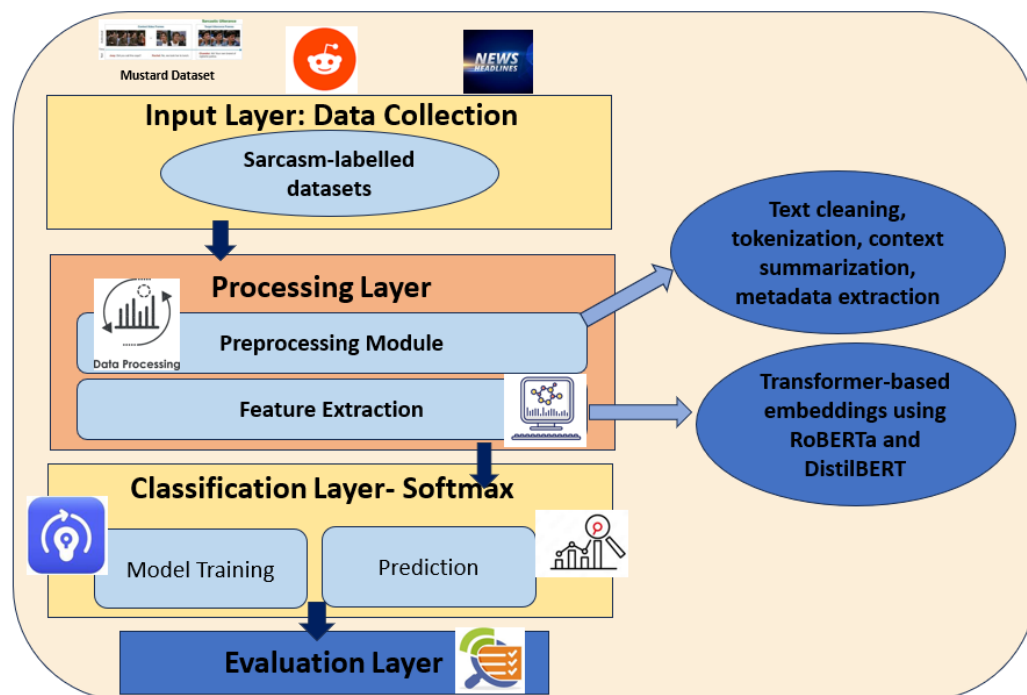 Mustard Dataset
NEWS
HEADLINES
Input Layer: Data Collection
Sarcasm-labelled
datasets
Text cleaning,
tokenization, context
summarization,
metadata extraction
Processing Layer
Data Processing
Preprocessing Module
Feature Extraction
Transformer-based
embeddings using
RoBERTa and
DistilBERT
Classification Layer- Softmax
Model Training
Prediction
Evaluation Layer